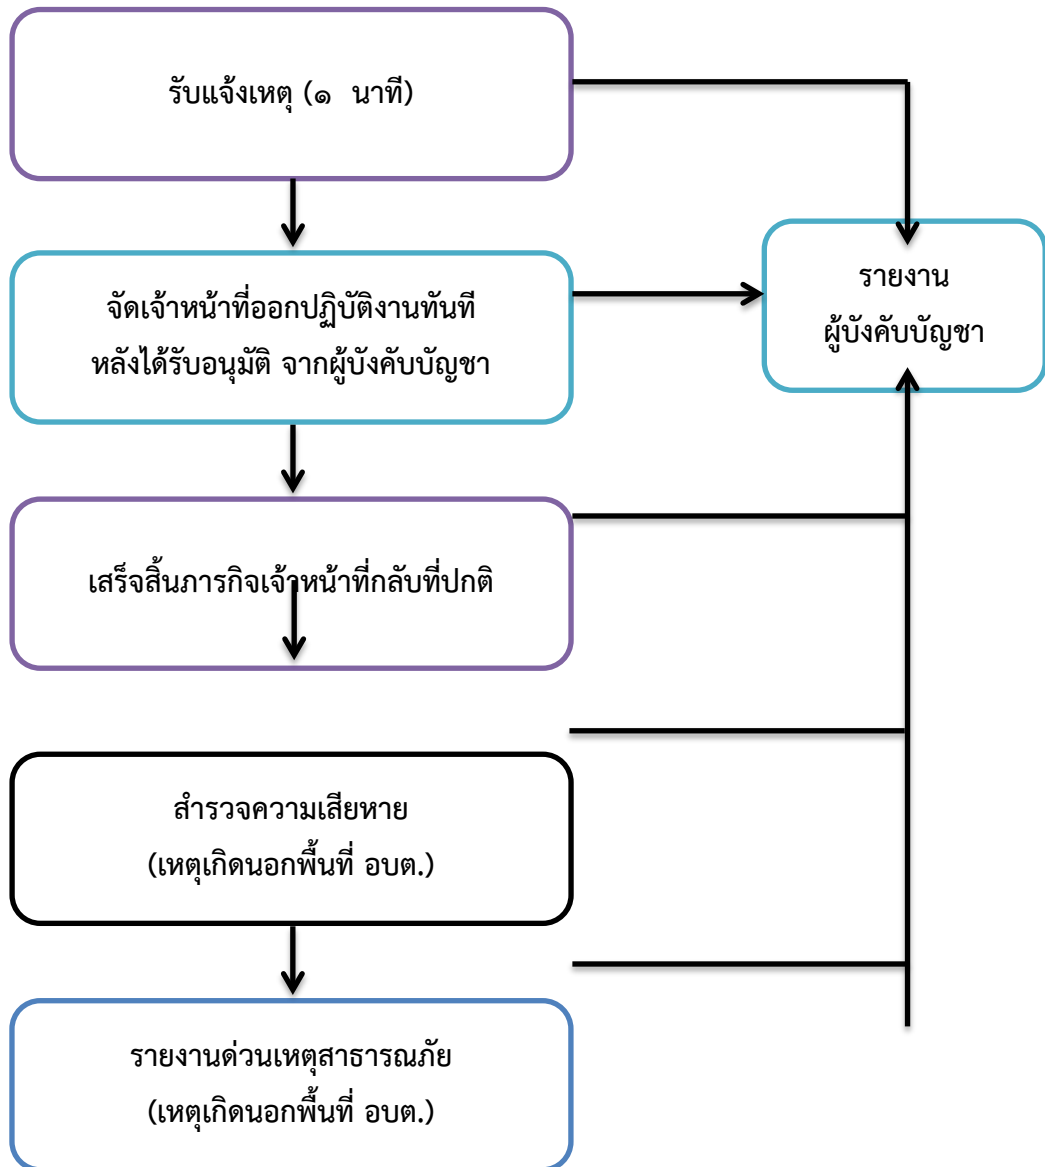 รับแจ้งเหตุ (๑ นาที)
จัดเจ้าหน้าที่ออกปฏิบัติงานทันที
หลังได้รับอนุมัติ จากผู้บังคับบัญชา
รายงาน
ผู้บังคับบัญชา
เสร็จสิ้นภารกิจเจ้าหน้าที่กลับที่ปกติ
สำรวจความเสียหาย
(เหตุเกิดนอกพื้นที่ อบต.)
รายงานด่วนเหตุสาธารณภัย
(เหตุเกิดนอกพื้นที่ อบต.)